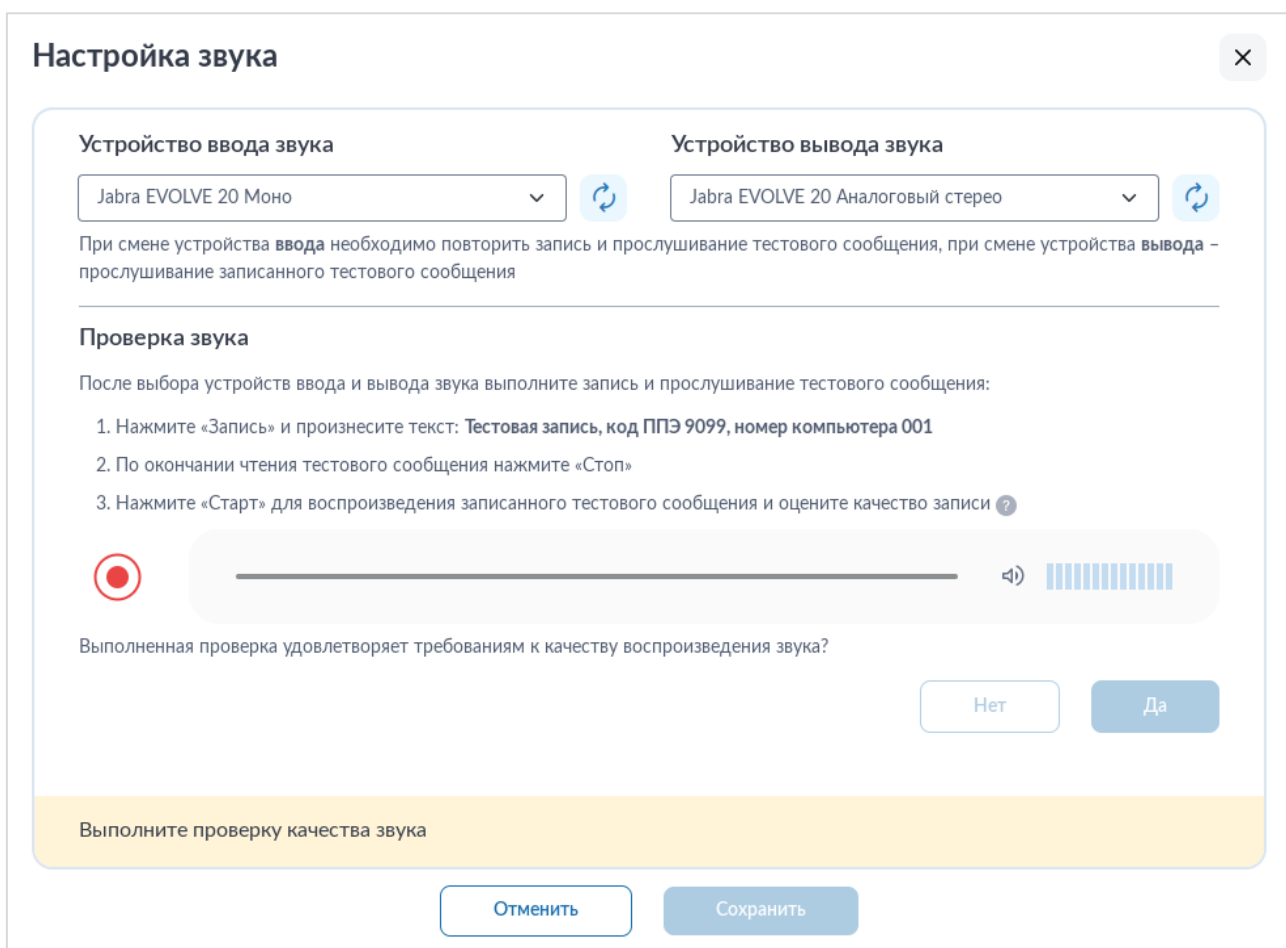 Настройка звука
Устройство ввода звука
Устройство вывода звука
Jabra EVOLVE 20 Моно
Jabra EVOLVE 20 Аналоговый стерео
При смене устройства ввода необходимо повторить запись и прослушивание тестового сообщения, при смене устройства вывода –
прослушивание записанного тестового сообщения
Проверка звука
После выбора устройств ввода и вывода звука выполните запись и прослушивание тестового сообщения:
1. Нажмите «Запись» и произнесите текст: Тестовая запись, код ППЭ 9099, номер компьютера 001
2. По окончании чтения тестового сообщения нажмите «Стоп»
3. Нажмите «Старт» для воспроизведения записанного тестового сообщения и оцените качество записи ?
Выполненная проверка удовлетворяет требованиям к качеству воспроизведения звука?
Нет
Да
Выполните проверку качества звука
Отменить
Сохранить